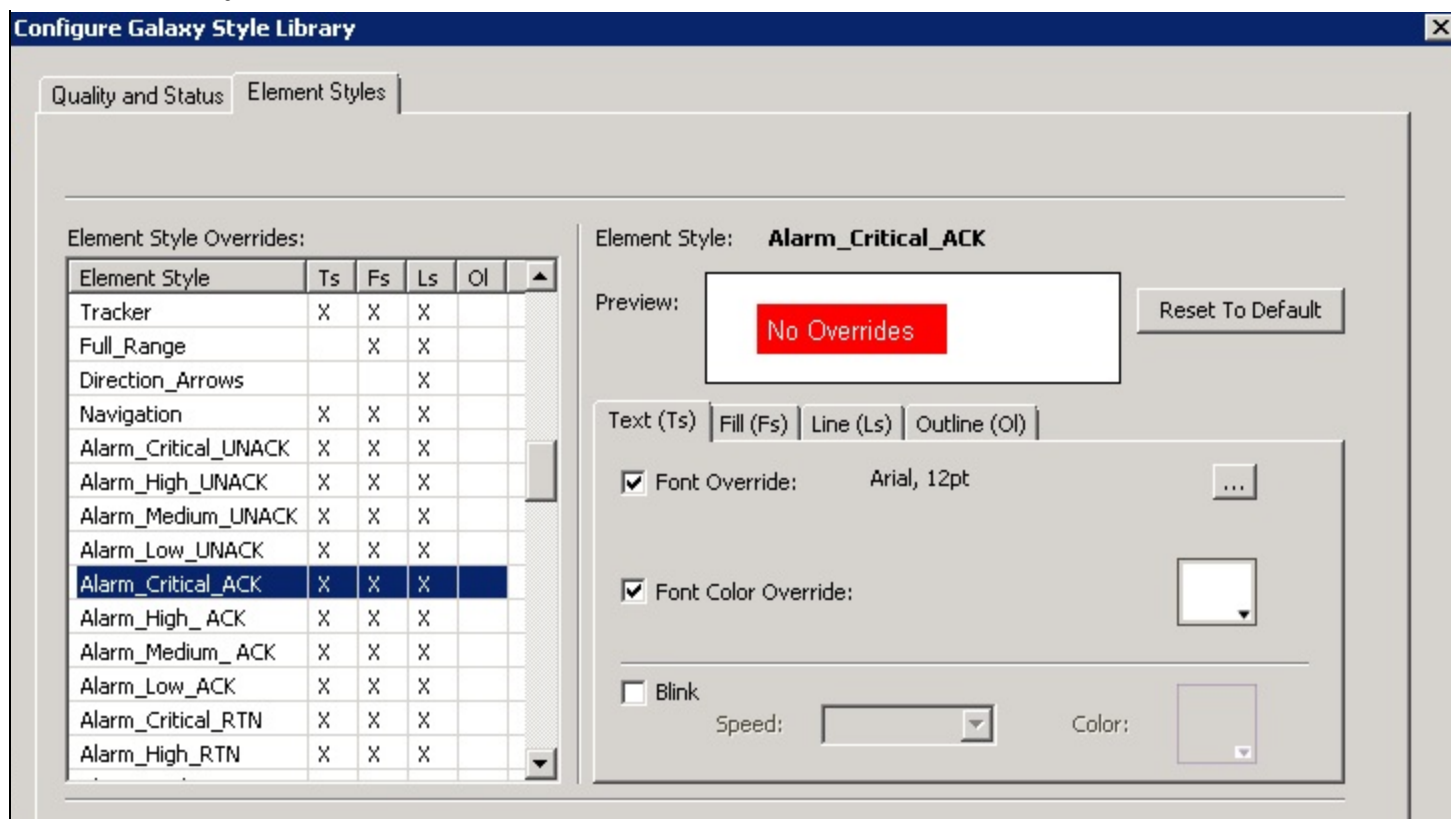 Configure Galaxy Style Library
Quality and Status Element Styles
Element Style Overrides:
Element Style Ts Fs Ls Ol
Tracker X X X
Full_Range X X
Direction_Arrows X
Navigation X X X
Alarm_Critical_UNACK X X X
Alarm_High_UNACK X X X
Alarm_Medium_UNACK X X X
Alarm_Low_UNACK X X X
Alarm_Critical_ACK X X X
Alarm_High_ ACK X X X
Alarm_Medium_ ACK X X X
Alarm_Low_ACK X X X
Alarm_Critical_RTN X X X
Alarm_High_RTN X X X
Element Style: Alarm_Critical_ACK
Preview: No Overrides Reset To Default
Text (Ts) Fill (Fs) Line (Ls) Outline (Ol)
Font Override: Arial, 12pt ...
Font Color Override:
Blink
Speed: Color: